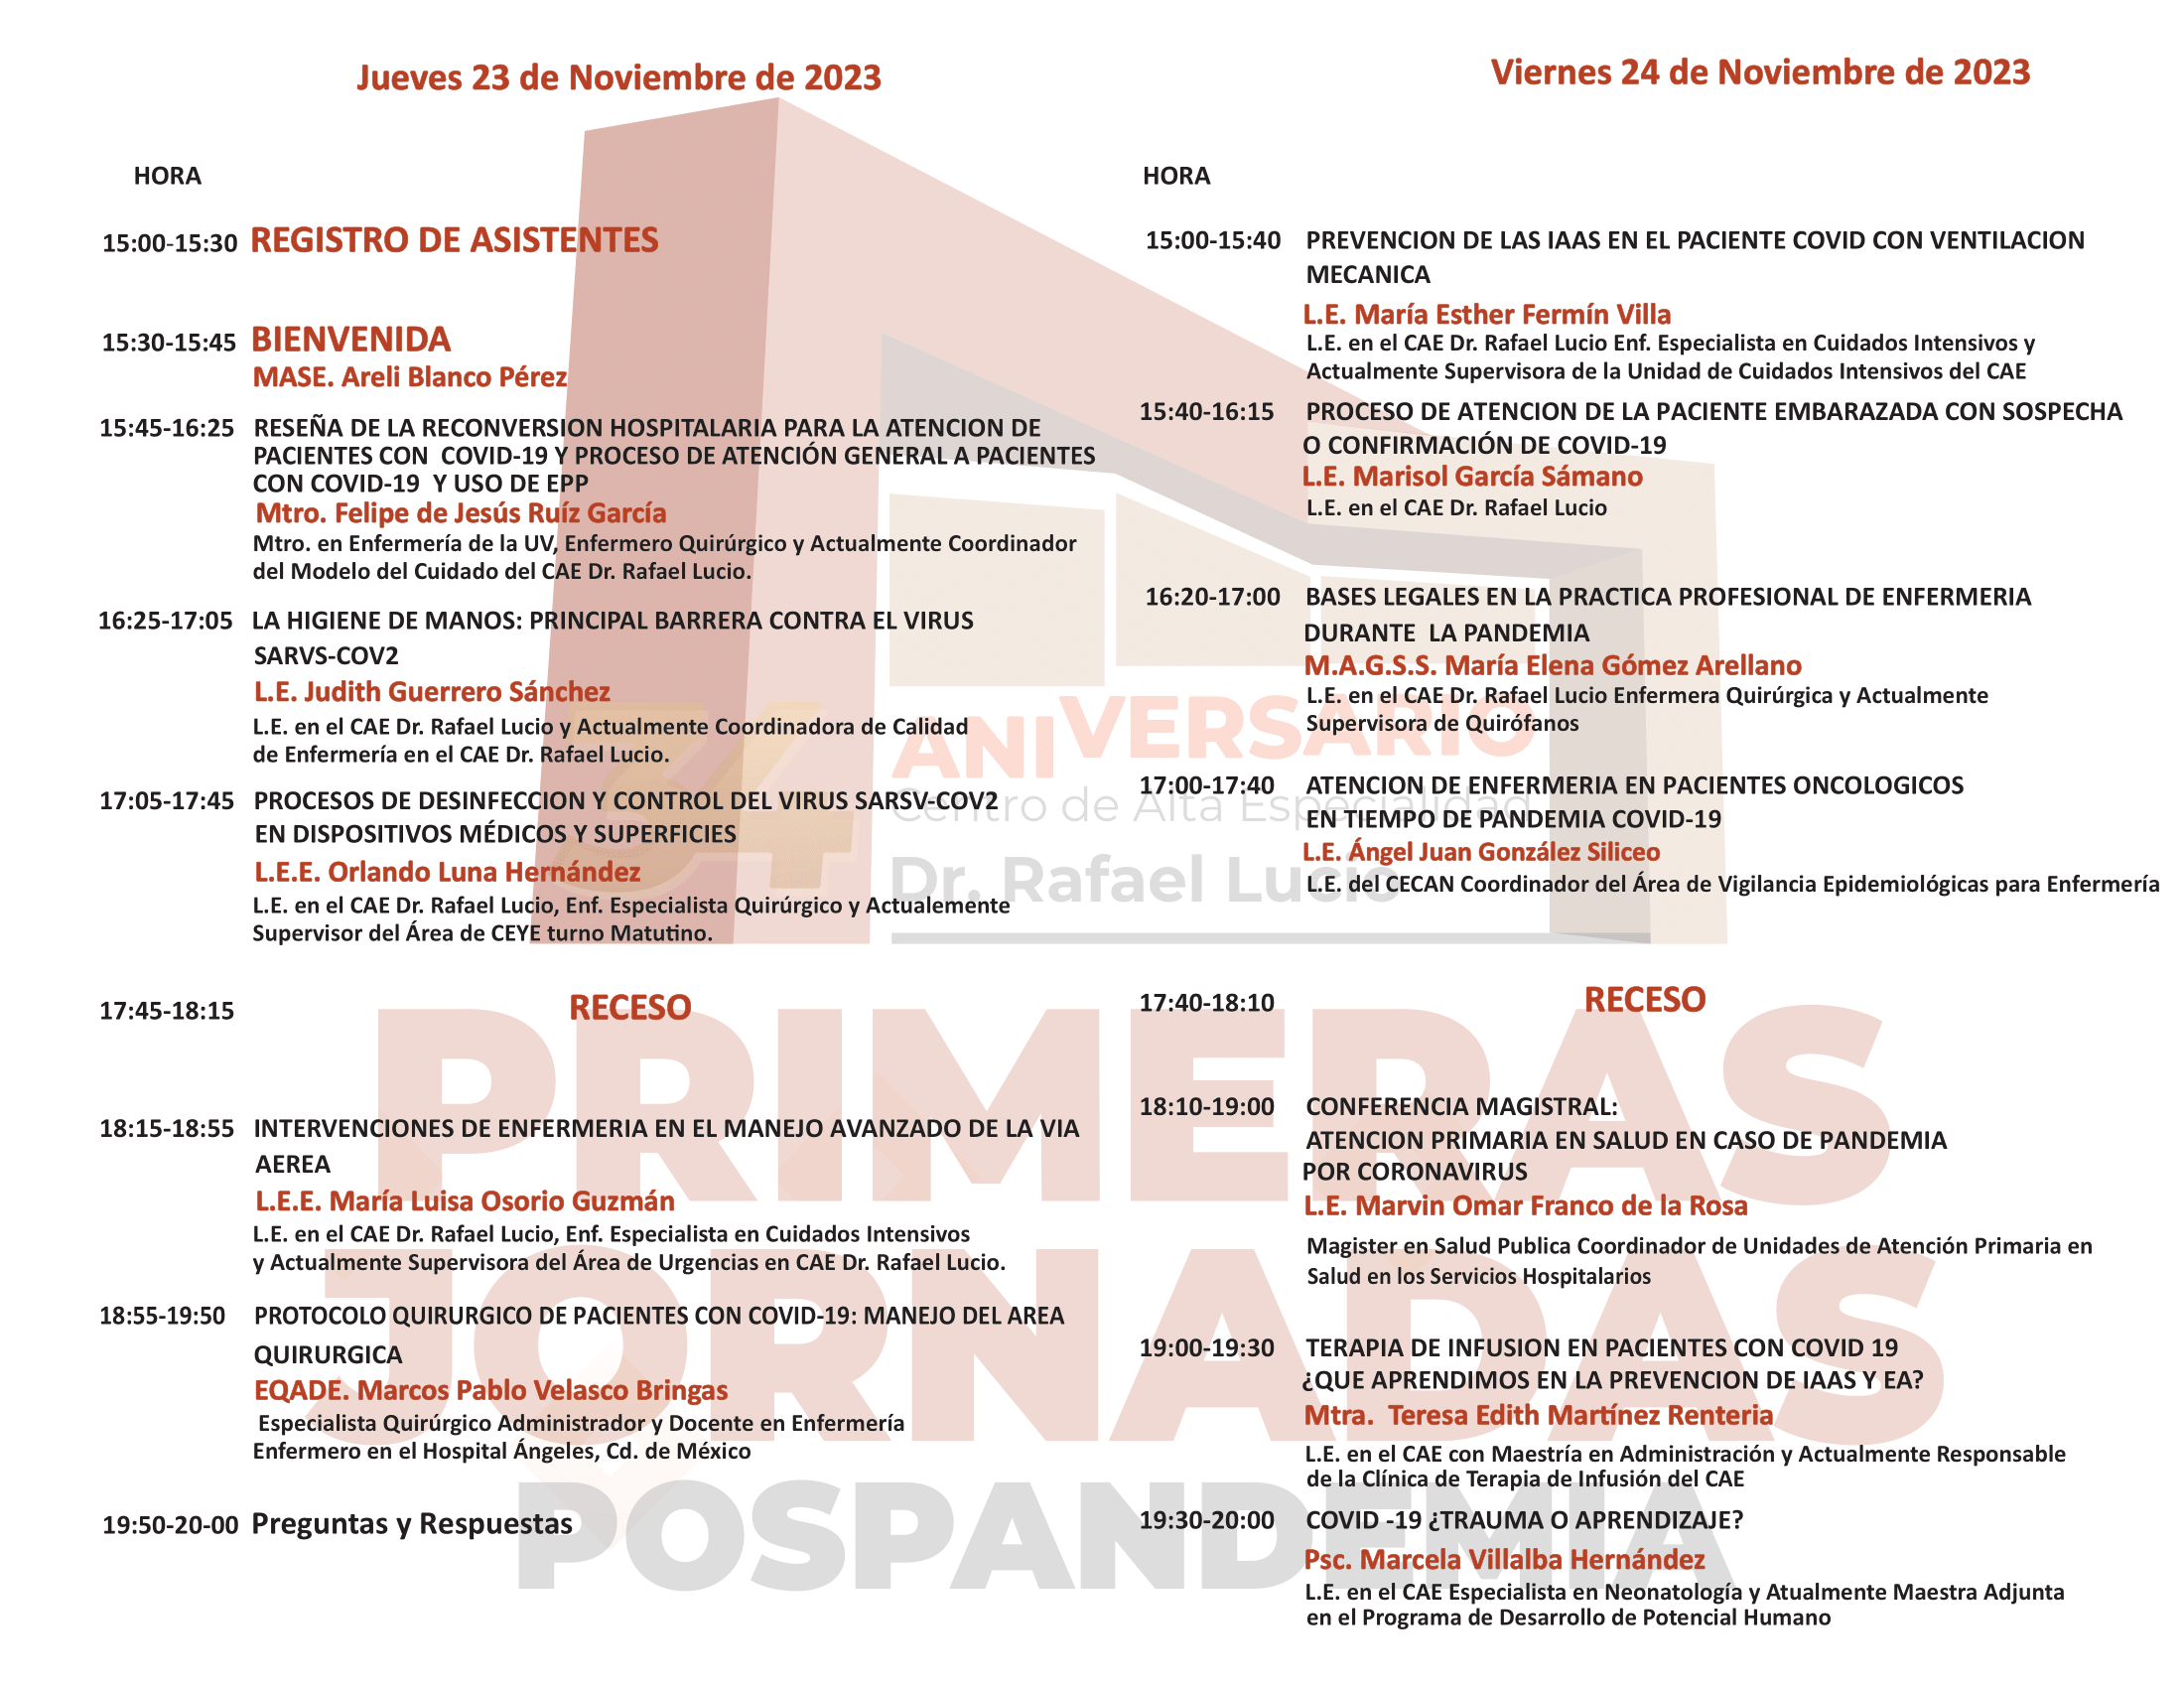 Jueves 23 de Noviembre de 2023
HORA
15:00-15:30 REGISTRO DE ASISTENTES
15:30-15:45 BIENVENIDA
MASE. Areli Blanco Pérez
15:45-16:25 RESEÑA DE LA RECONVERSION HOSPITALARIA PARA LA ATENCION DE
PACIENTES CON COVID-19 Y PROCESO DE ATENCIÓN GENERAL A PACIENTES
CON COVID-19 Y USO DE EPP
Mtro. Felipe de Jesús Ruíz García
Mtro. en Enfermería de la UV, Enfermero Quirúrgico y Actualmente Coordinador
del Modelo del Cuidado del CAE Dr. Rafael Lucio.
16:25-17:05 LA HIGIENE DE MANOS: PRINCIPAL BARRERA CONTRA EL VIRUS
SARVS-COV2
L.E. Judith Guerrero Sánchez
L.E. en el CAE Dr. Rafael Lucio y Actualmente Coordinadora de Calidad
de Enfermería en el CAE Dr. Rafael Lucio.
17:05-17:45 PROCESOS DE DESINFECCION Y CONTROL DEL VIRUS SARSV-COV2
EN DISPOSITIVOS MÉDICOS Y SUPERFICIES
L.E.E. Orlando Luna Hernández
L.E. en el CAE Dr. Rafael Lucio, Enf. Especialista Quirúrgico y Actualemente
Supervisor del Área de CEYE turno Matutino.
17:45-18:15 RECESO
18:15-18:55 INTERVENCIONES DE ENFERMERIA EN EL MANEJO AVANZADO DE LA VIA
AEREA
L.E.E. María Luisa Osorio Guzmán
L.E. en el CAE Dr. Rafael Lucio, Enf. Especialista en Cuidados Intensivos
y Actualmente Supervisora del Área de Urgencias en CAE Dr. Rafael Lucio.
18:55-19:50 PROTOCOLO QUIRURGICO DE PACIENTES CON COVID-19: MANEJO DEL AREA
QUIRURGICA
EQADE. Marcos Pablo Velasco Bringas
Especialista Quirúrgico Administrador y Docente en Enfermería
Enfermero en el Hospital Ángeles, Cd. de México
19:50-20-00 Preguntas y Respuestas
Viernes 24 de Noviembre de 2023
HORA
15:00-15:40 PREVENCION DE LAS IAAS EN EL PACIENTE COVID CON VENTILACION
MECANICA
L.E. María Esther Fermín Villa
L.E. en el CAE Dr. Rafael Lucio Enf. Especialista en Cuidados Intensivos y
Actualmente Supervisora de la Unidad de Cuidados Intensivos del CAE
15:40-16:15 PROCESO DE ATENCION DE LA PACIENTE EMBARAZADA CON SOSPECHA
O CONFIRMACIÓN DE COVID-19
L.E. Marisol García Sámano
L.E. en el CAE Dr. Rafael Lucio
16:20-17:00 BASES LEGALES EN LA PRACTICA PROFESIONAL DE ENFERMERIA
DURANTE LA PANDEMIA
M.A.G.S.S. María Elena Gómez Arellano
L.E. en el CAE Dr. Rafael Lucio Enfermera Quirúrgica y Actualmente
Supervisora de Quirófanos
17:00-17:40 ATENCION DE ENFERMERIA EN PACIENTES ONCOLOGICOS
EN TIEMPO DE PANDEMIA COVID-19
L.E. Ángel Juan González Siliceo
L.E. del CECAN Coordinador del Área de Vigilancia Epidemiológicas para Enfermería
17:40-18:10 RECESO
18:10-19:00 CONFERENCIA MAGISTRAL:
ATENCION PRIMARIA EN SALUD EN CASO DE PANDEMIA
POR CORONAVIRUS
L.E. Marvin Omar Franco de la Rosa
Magister en Salud Publica Coordinador de Unidades de Atención Primaria en
Salud en los Servicios Hospitalarios
19:00-19:30 TERAPIA DE INFUSION EN PACIENTES CON COVID 19
¿QUE APRENDIMOS EN LA PREVENCION DE IAAS Y EA?
Mtra. Teresa Edith Martínez Renteria
L.E. en el CAE con Maestría en Administración y Actualmente Responsable
de la Clínica de Terapia de Infusión del CAE
19:30-20:00 COVID -19 ¿TRAUMA O APRENDIZAJE?
Psc. Marcela Villalba Hernández
L.E. en el CAE Especialista en Neonatología y Atualmente Maestra Adjunta
en el Programa de Desarrollo de Potencial Humano
34 ANIVERSARIO
Centro de Alta Especialidad
Dr. Rafael Lucio
PRIMERAS
JORNADAS
POSPANDEMIA